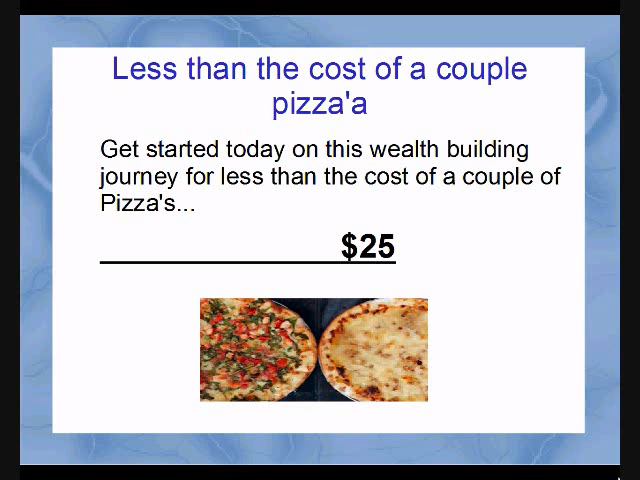 Less than the cost of a couple
pizza'a
Get started today on this wealth building
journey for less than the cost of a couple of
Pizza's...
$25